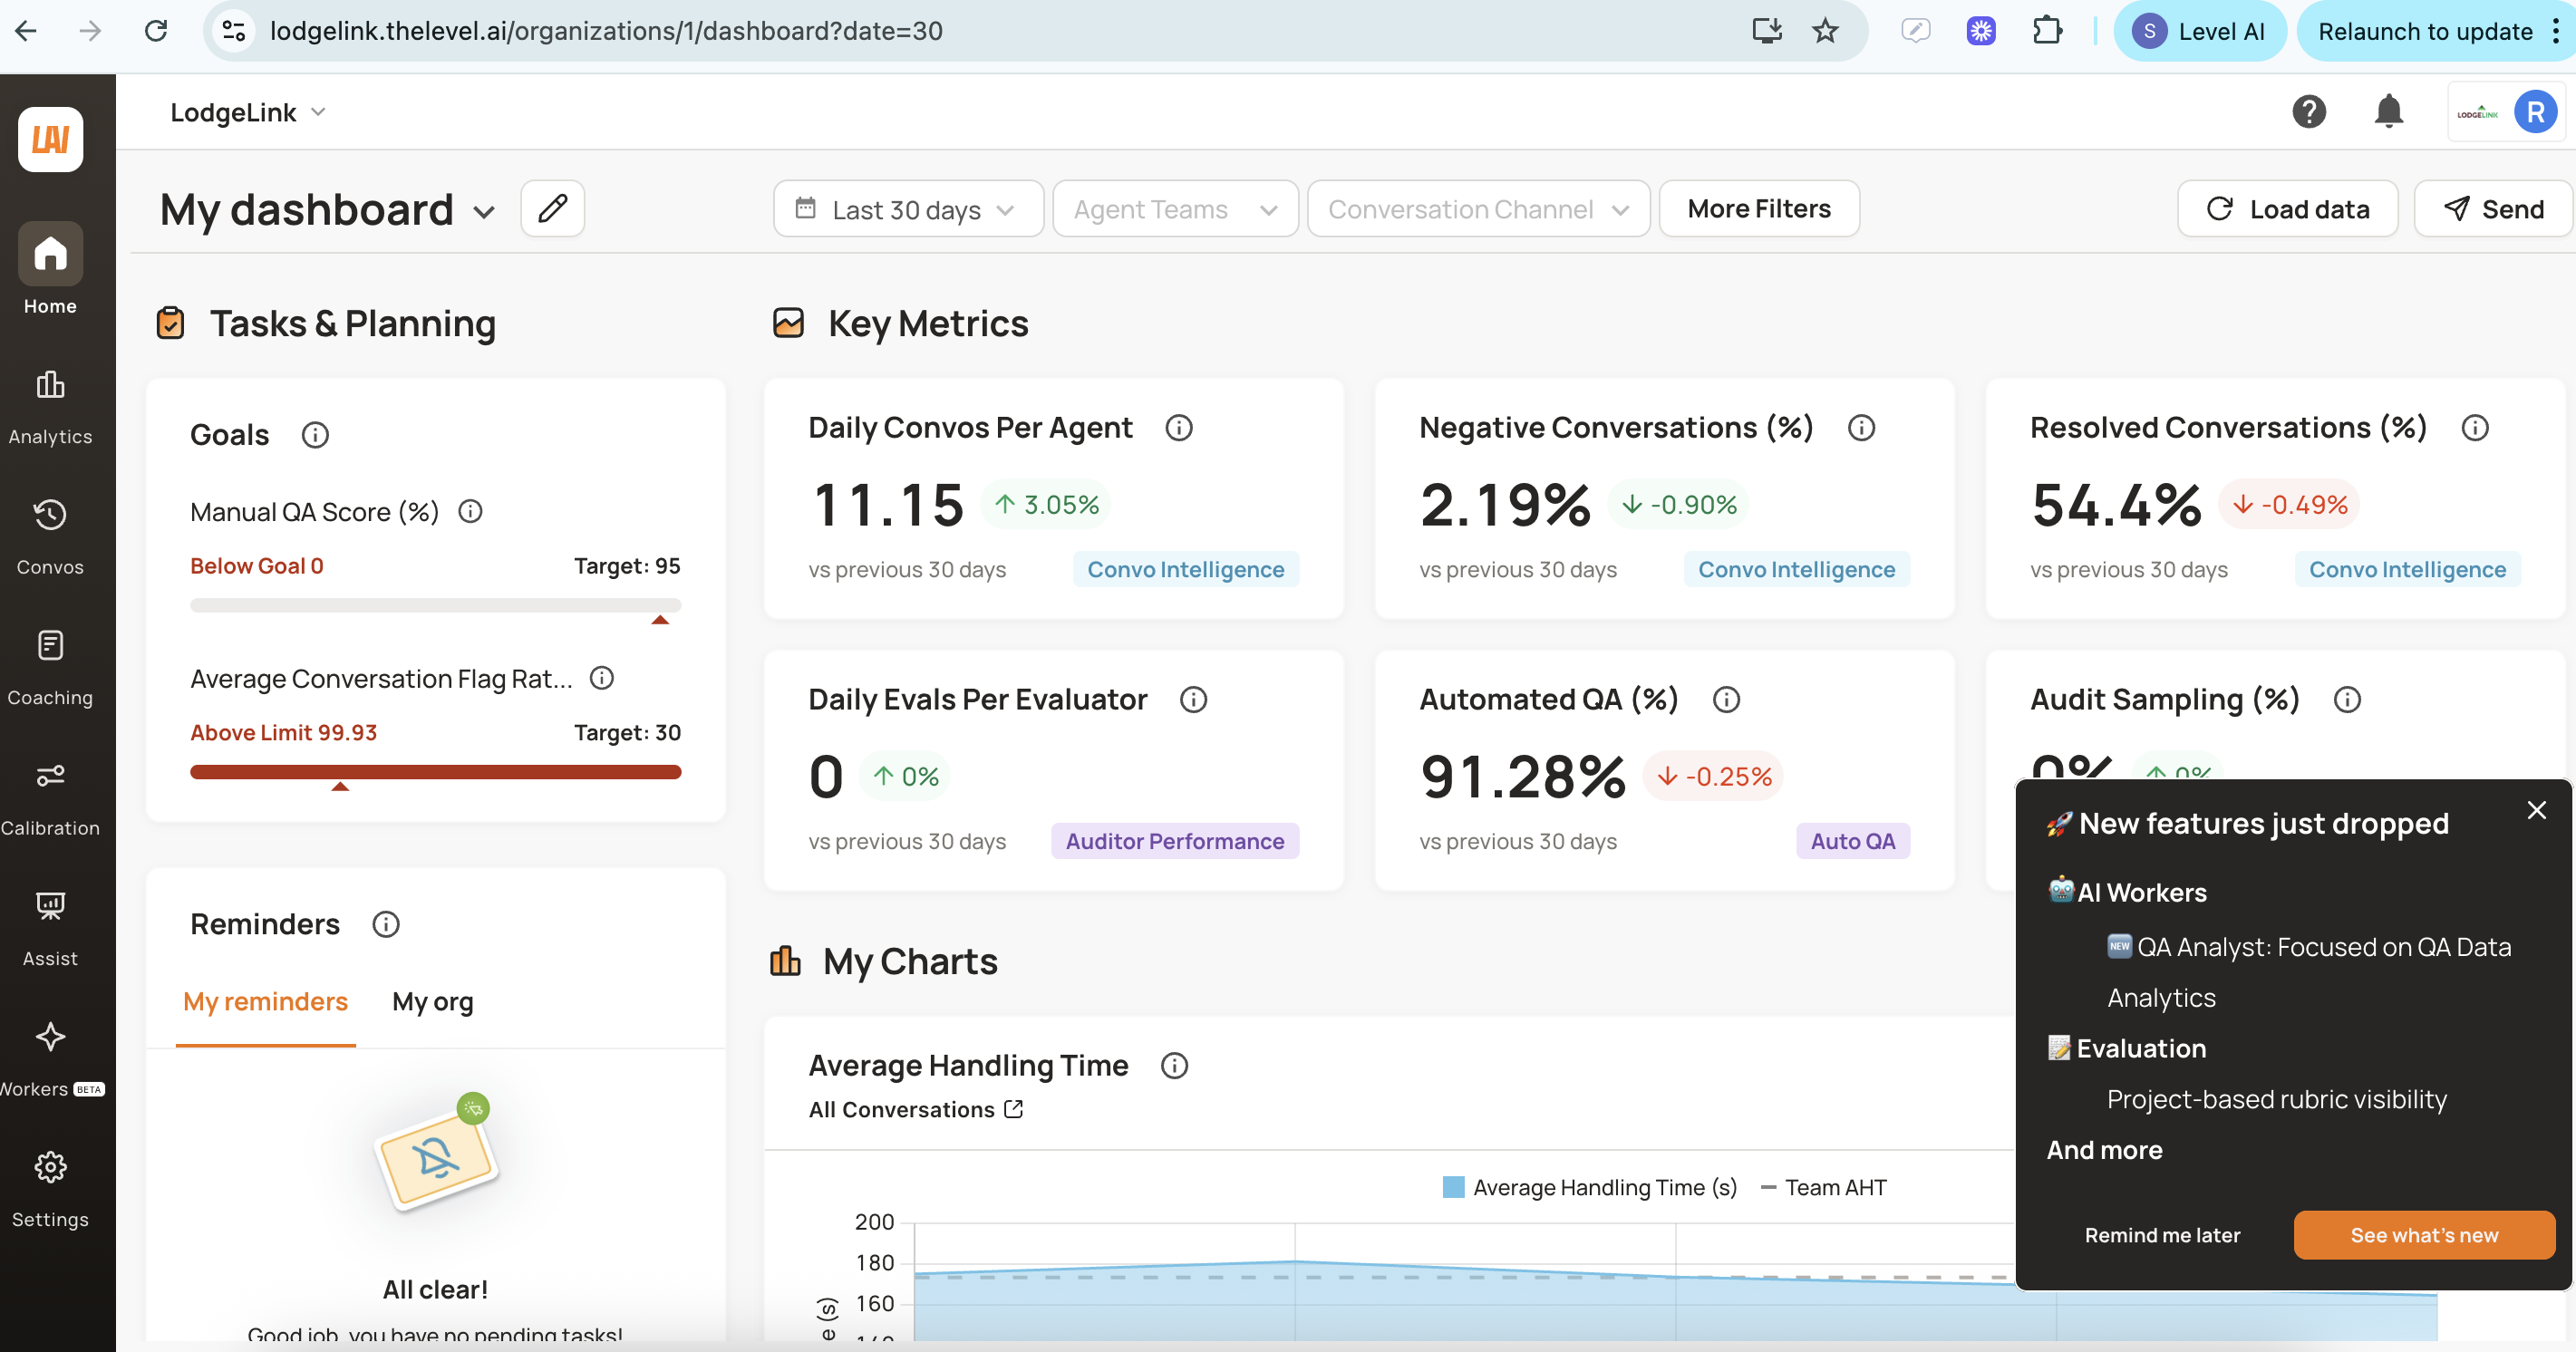 lodgelink.thelevel.ai/organizations/1/dashboard?date=30
S Level AI
Relaunch to update
LAI
LodgeLink
LODGELINK
R
My dashboard
Last 30 days
Agent Teams
Conversation Channel
More Filters
Load data
Send
Home
Analytics
Convos
Coaching
Calibration
Assist
Workers BETA
Settings
Tasks & Planning
Goals
Manual QA Score (%)
Below Goal 0
Target: 95
Average Conversation Flag Rat...
Above Limit 99.93
Target: 30
Reminders
My reminders
My org
All clear!
Good job, you have no pending tasks!
Key Metrics
Daily Convos Per Agent
11.15
3.05%
vs previous 30 days
Convo Intelligence
Negative Conversations (%)
2.19%
-0.90%
vs previous 30 days
Convo Intelligence
Resolved Conversations (%)
54.4%
-0.49%
vs previous 30 days
Convo Intelligence
Daily Evals Per Evaluator
0
0%
vs previous 30 days
Auditor Performance
Automated QA (%)
91.28%
-0.25%
vs previous 30 days
Auto QA
Audit Sampling (%)
0%
0%
My Charts
Average Handling Time
All Conversations
Average Handling Time (s)
Team AHT
200
180
160
140
e (s)
New features just dropped
AI Workers
NEW QA Analyst: Focused on QA Data
Analytics
Evaluation
Project-based rubric visibility
And more
Remind me later
See what's new